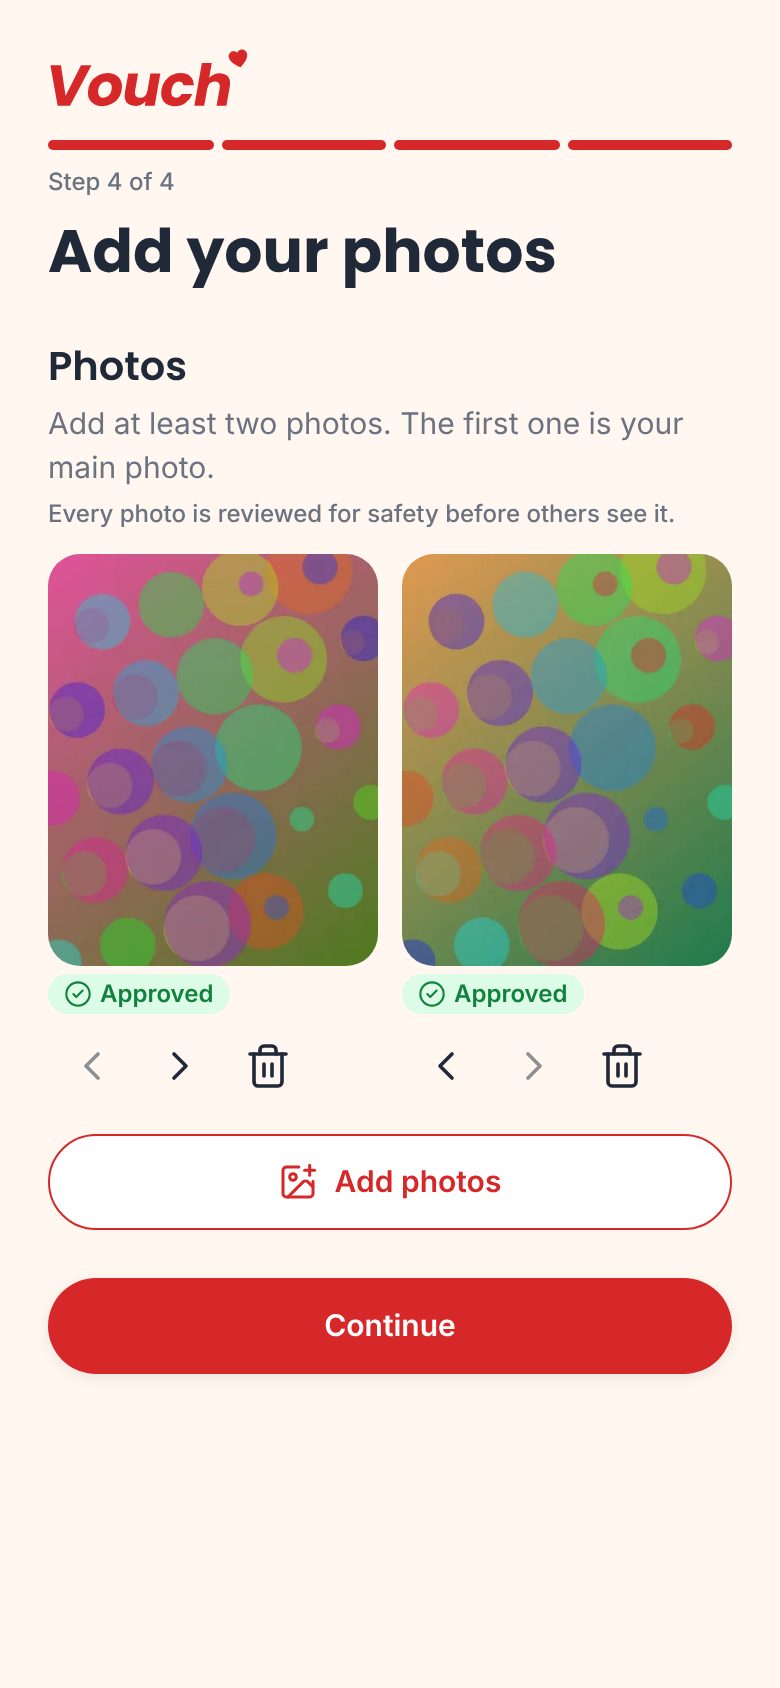 Vouch
Step 4 of 4
Add your photos
Photos
Add at least two photos. The first one is your
main photo.
Every photo is reviewed for safety before others see it.
Approved
Approved
Add photos
Continue